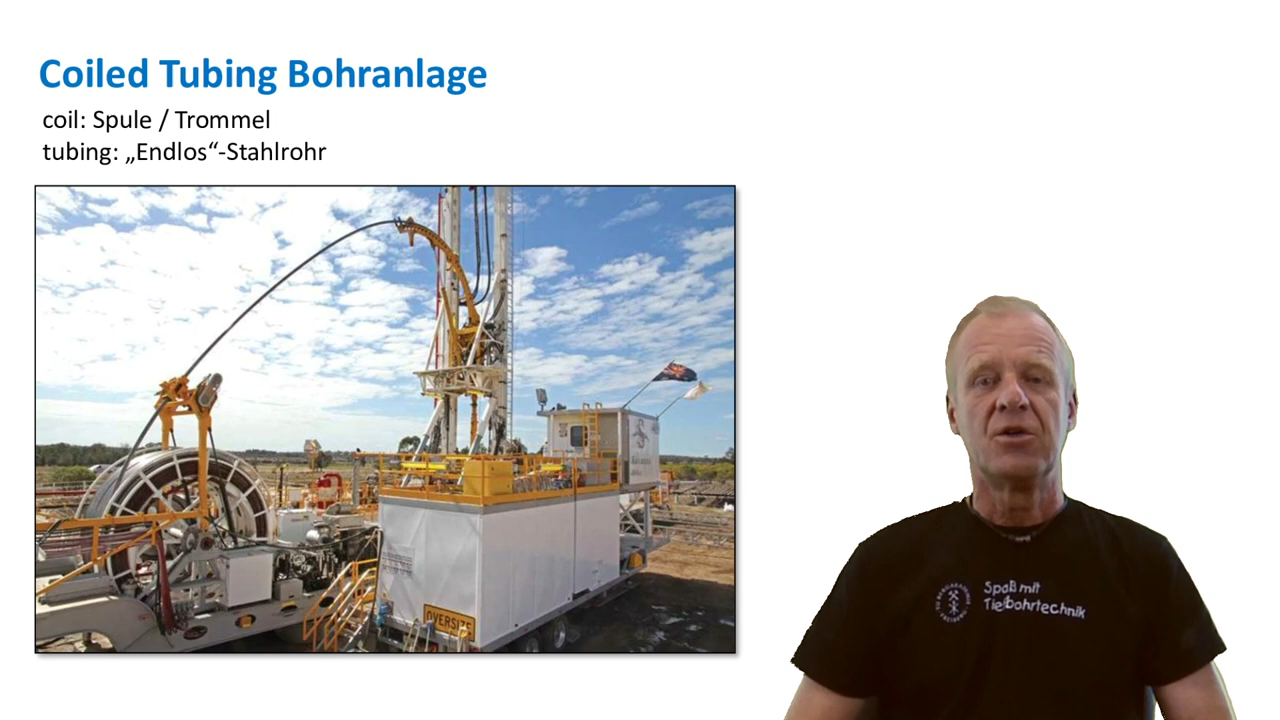 Coiled Tubing Bohranlage
coil: Spule / Trommel
tubing: „Endlos“-Stahlrohr
OVERSIZE
Spaß mit
Tiefbohrtechnik